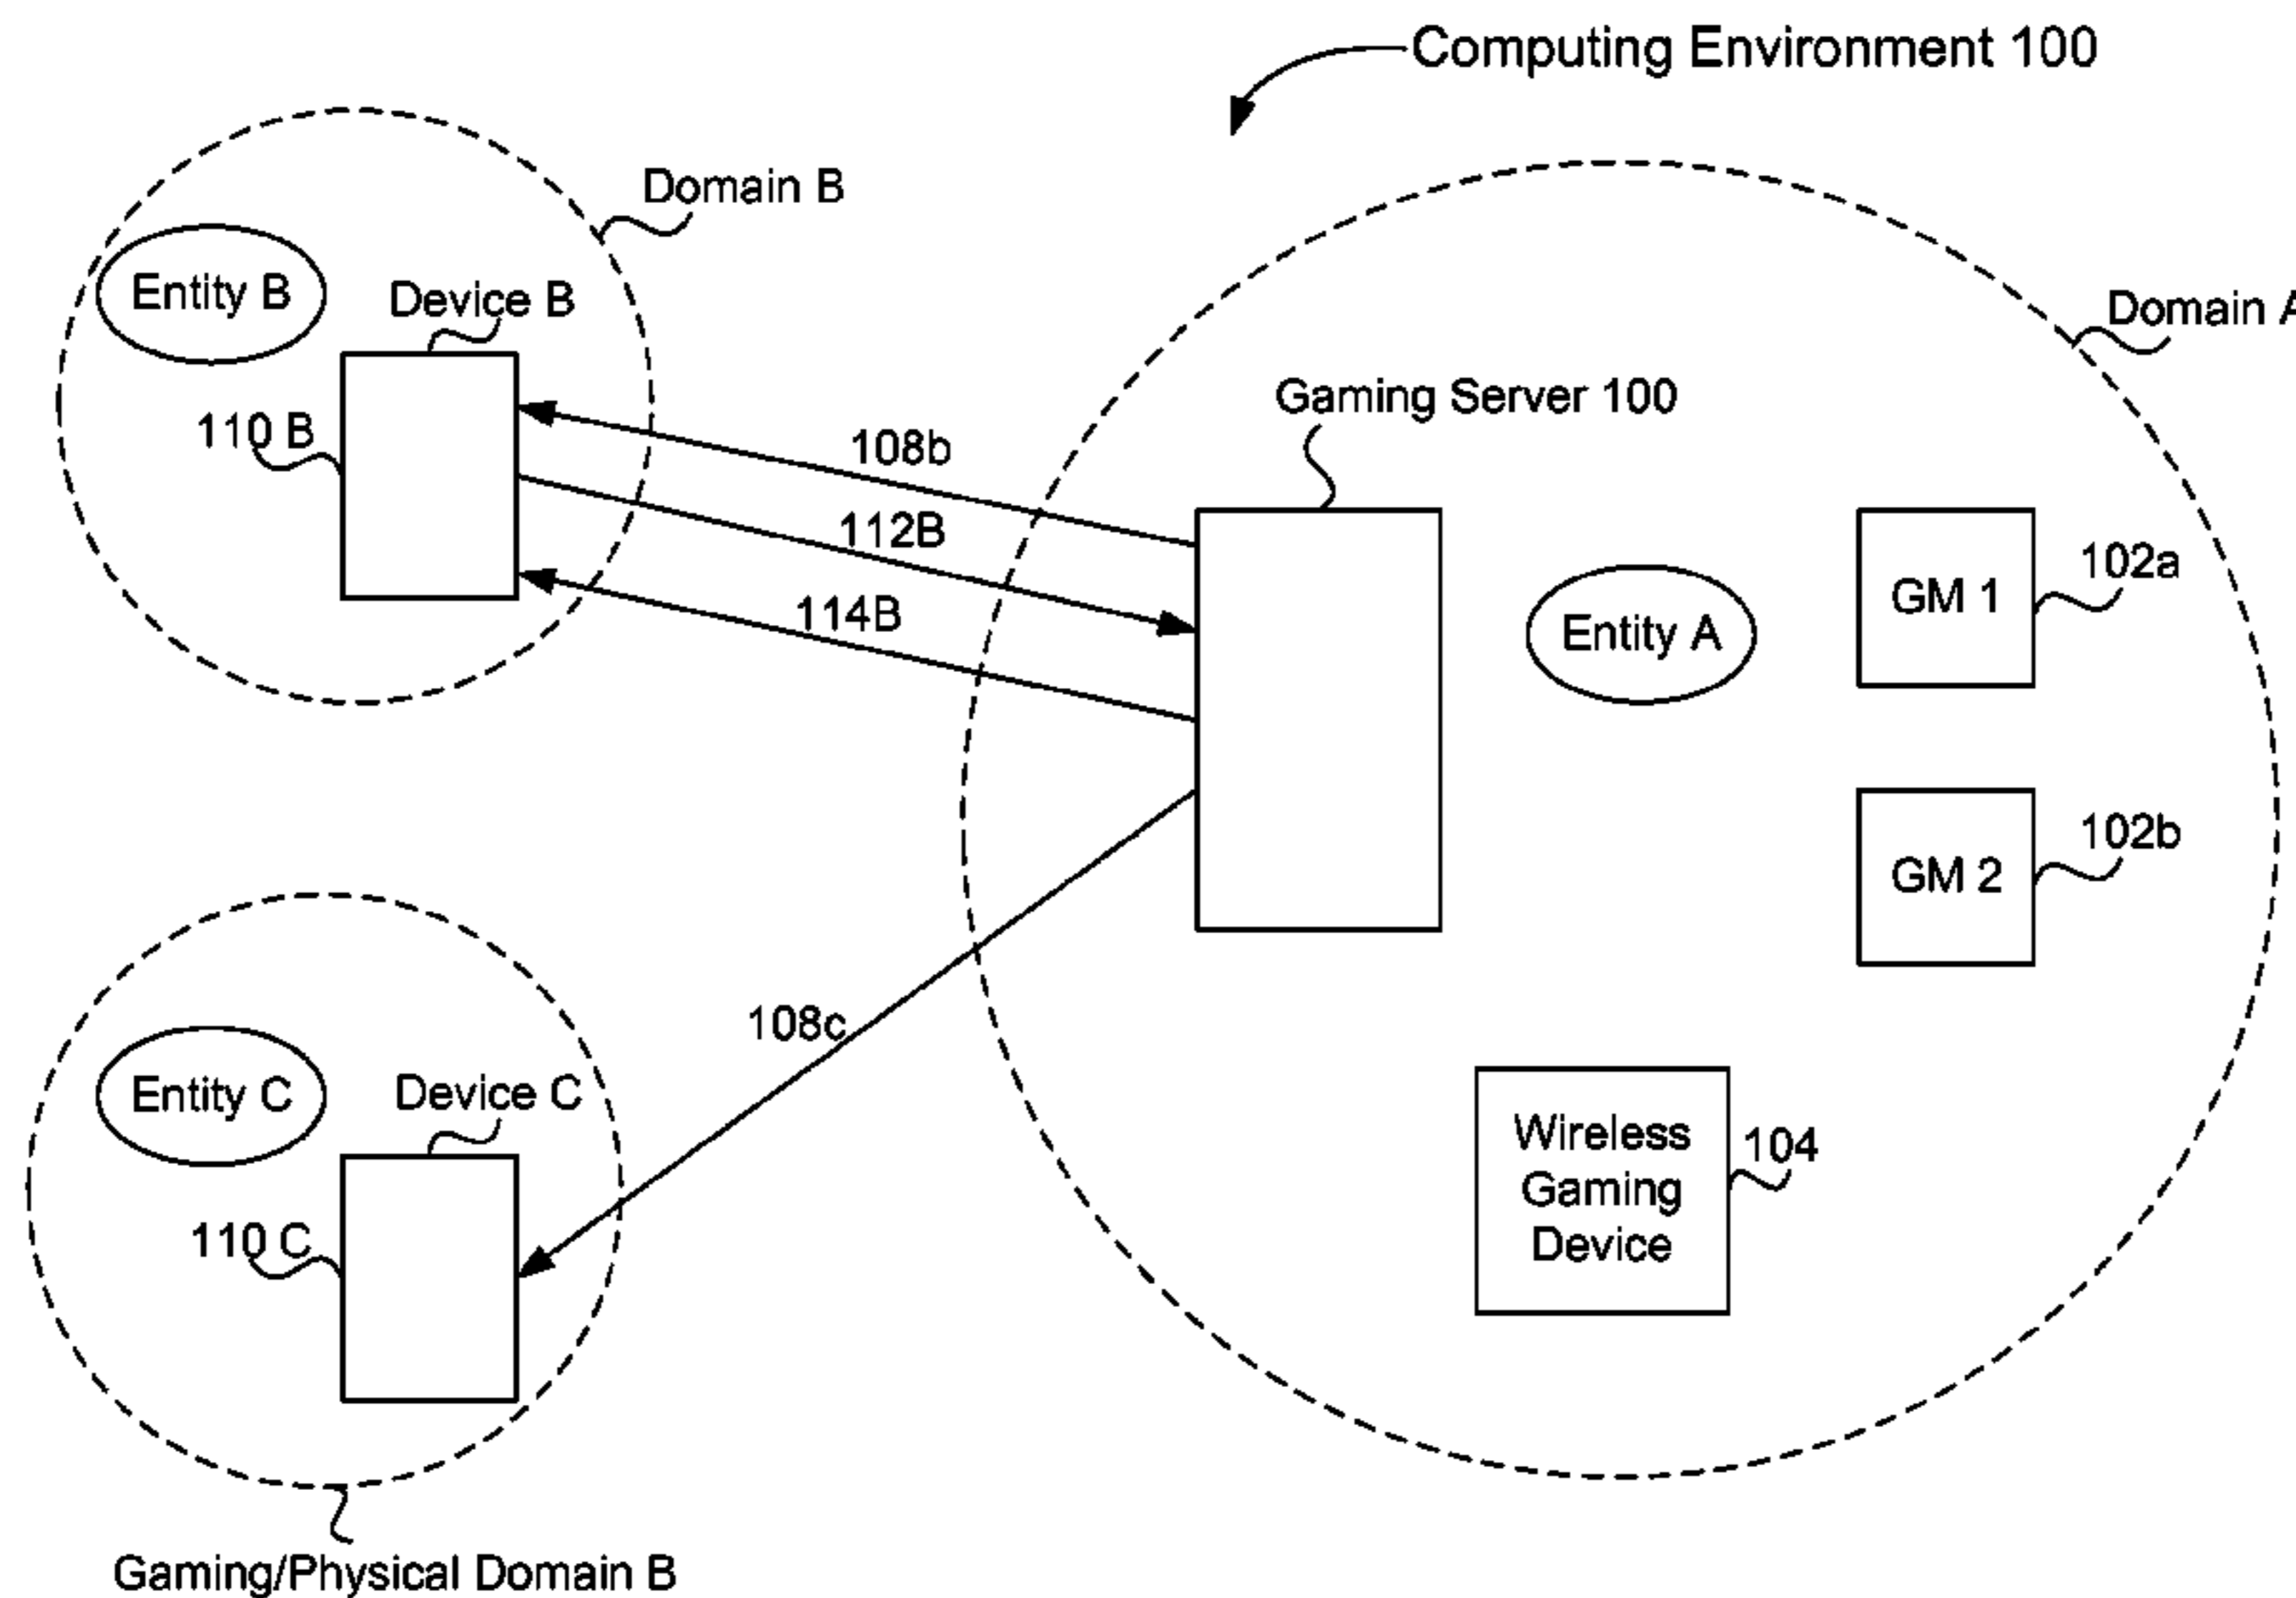 Computing Environment 100
Domain B
Entity B
Device B
110 B
108b
112B
114B
Domain A
Gaming Server 100
Entity A
GM 1
102a
GM 2
102b
Wireless
Gaming
Device
104
108c
Entity C
Device C
110 C
Gaming/Physical Domain B